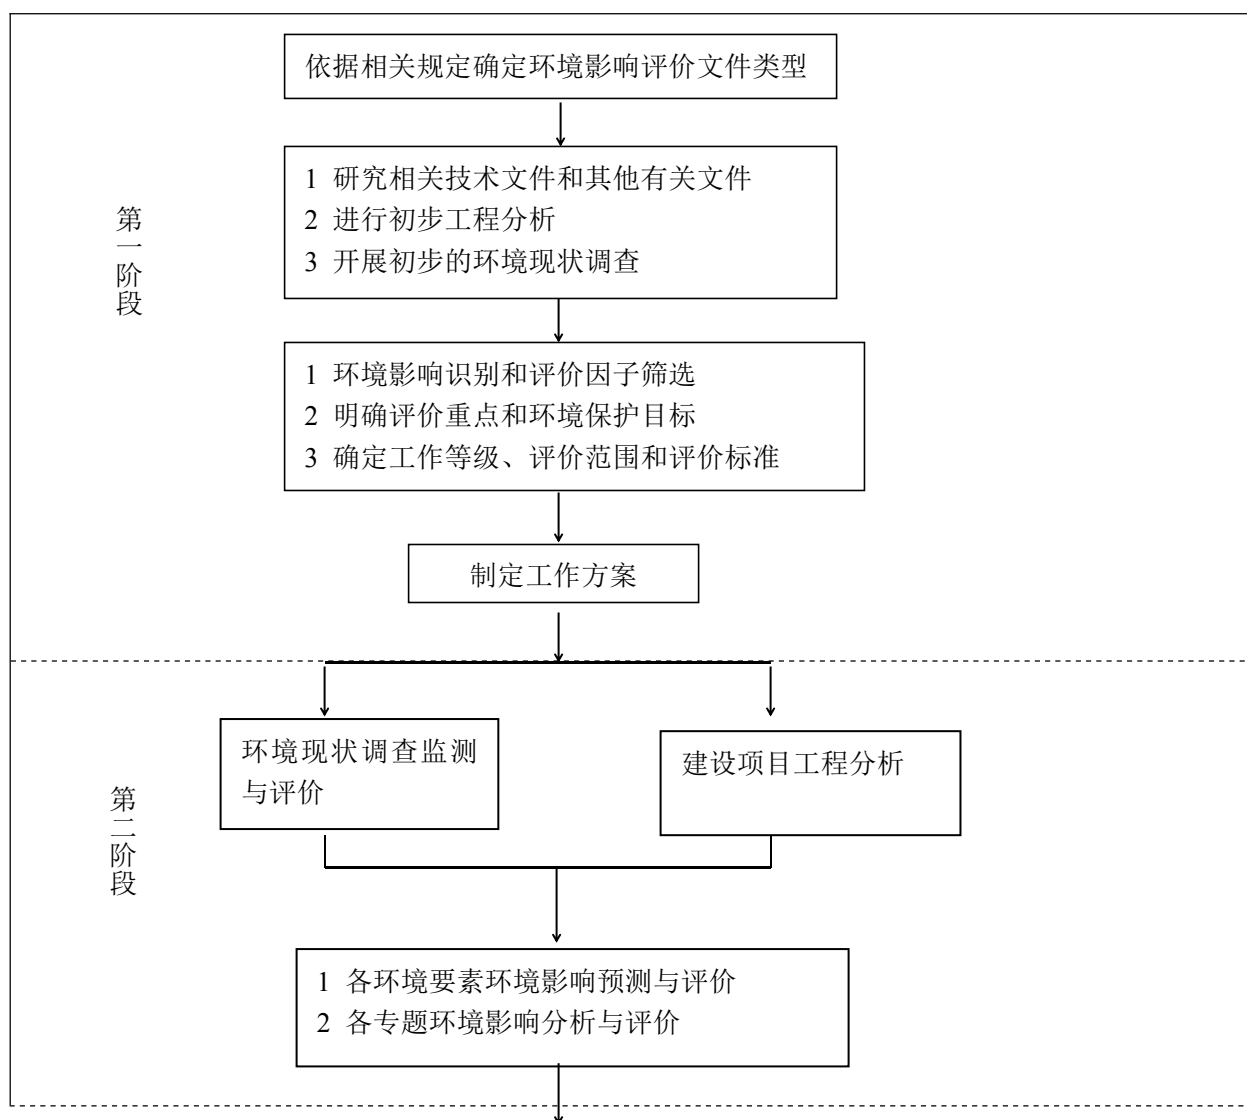 依据相关规定确定环境影响评价文件类型
1 研究相关技术文件和其他有关文件
2 进行初步工程分析
3 开展初步的环境现状调查
第一阶段
1 环境影响识别和评价因子筛选
2 明确评价重点和环境保护目标
3 确定工作等级、评价范围和评价标准
制定工作方案
环境现状调查监测
与评价
建设项目工程分析
第二阶段
1 各环境要素环境影响预测与评价
2 各专题环境影响分析与评价